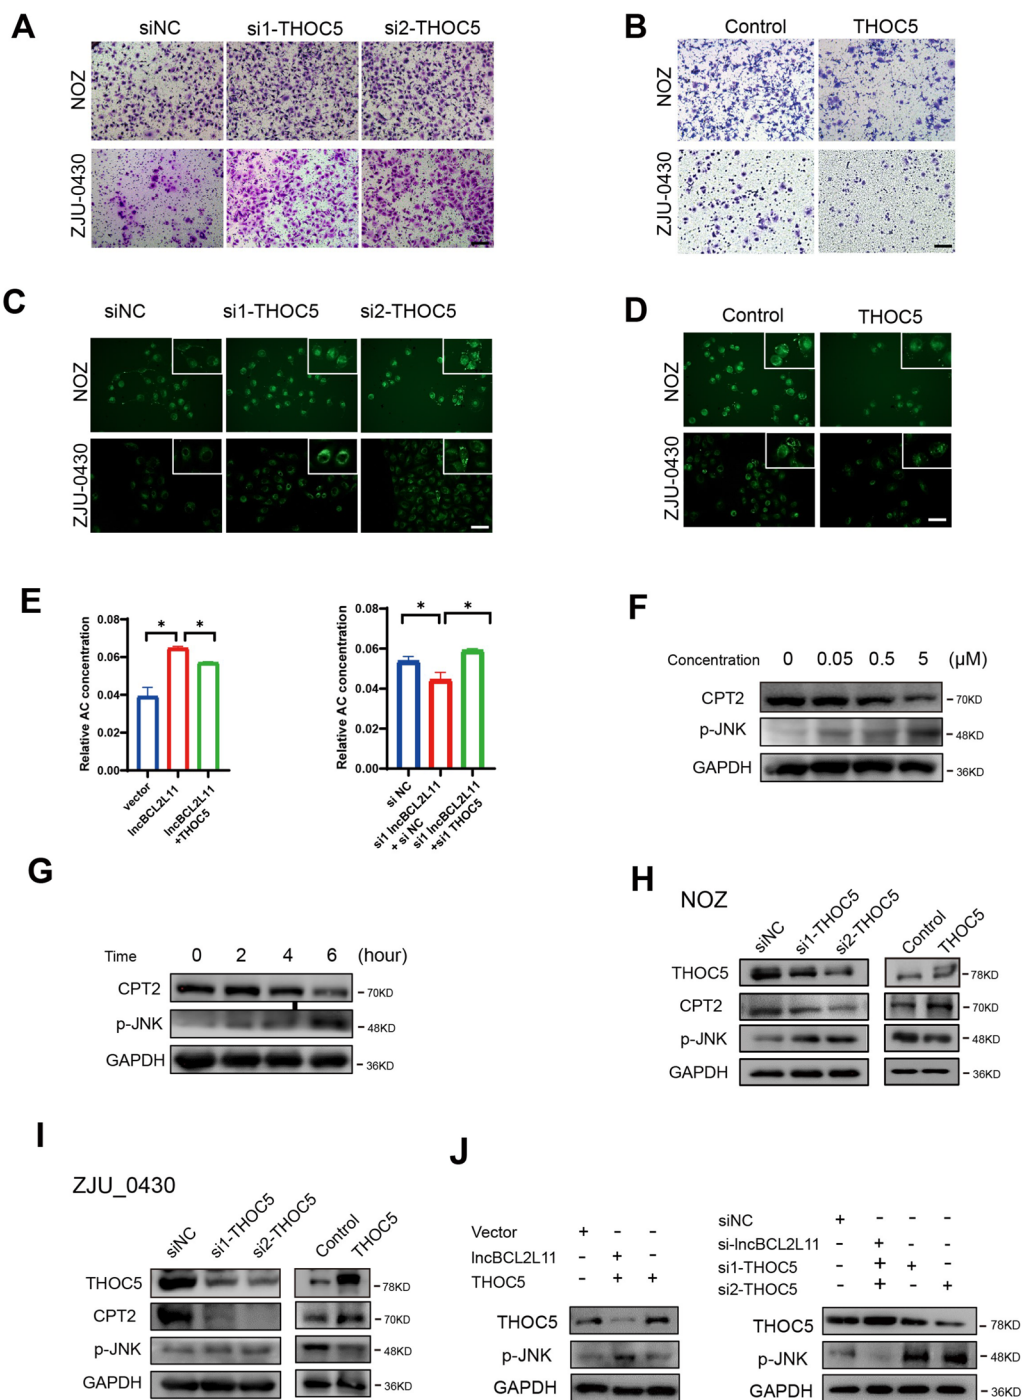 A
siNC si1-THOC5 si2-THOC5
NOZ
ZJU-0430
B
Control THOC5
NOZ
ZJU-0430
C
siNC si1-THOC5 si2-THOC5
NOZ
ZJU-0430
D
Control THOC5
NOZ
ZJU-0430
E
Relative AC concentration
0.08
0.06
0.04
0.02
0.00
* *
vector
lncBCL2L11
lncBCL2L11
+THOC5
Relative AC concentration
0.08
0.06
0.04
0.02
0.00
* *
si NC
si1 lncBCL2L11
+ si NC
si1 lncBCL2L11
+si1 THOC5
F
Concentration 0 0.05 0.5 5 (μM)
CPT2 70KD
p-JNK 48KD
GAPDH 36KD
G
Time 0 2 4 6 (hour)
CPT2 70KD
p-JNK 48KD
GAPDH 36KD
H
NOZ
siNC si1-THOC5 si2-THOC5 Control THOC5
THOC5 78KD
CPT2 70KD
p-JNK 48KD
GAPDH 36KD
I
ZJU_0430
siNC si1-THOC5 si2-THOC5 Control THOC5
THOC5 78KD
CPT2 70KD
p-JNK 48KD
GAPDH 36KD
J
Vector + - -
lncBCL2L11 - + -
THOC5 - + +
THOC5
p-JNK
GAPDH
siNC + - - -
si-lncBCL2L11 - + - -
si1-THOC5 - + + -
si2-THOC5 - + - +
THOC5 78KD
p-JNK 48KD
GAPDH 36KD